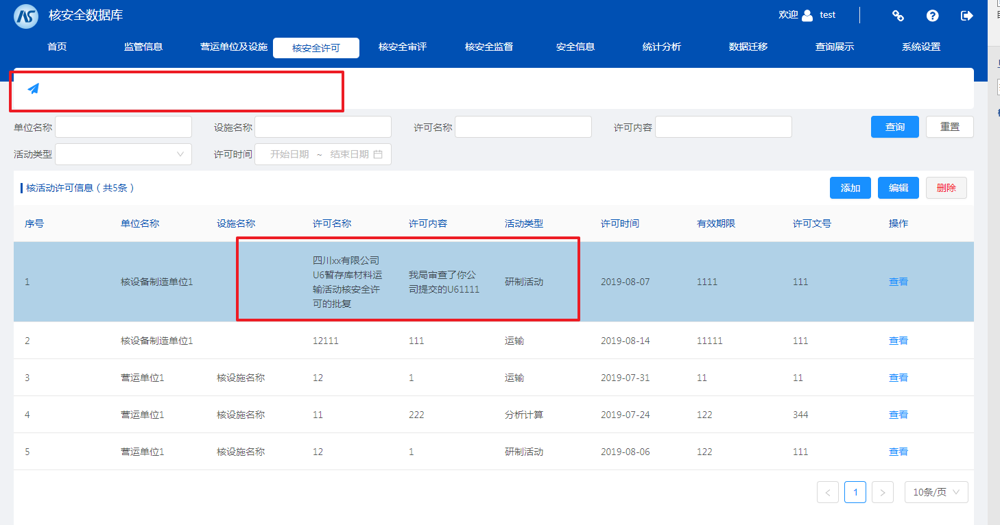 核安全数据库
欢迎 test
首页 监管信息 营运单位及设施 核安全许可 核安全审评 核安全监督 安全信息 统计分析 数据迁移 查询展示 系统设置
单位名称 设施名称 许可名称 许可内容 查询 重置
活动类型 许可时间 开始日期 ~ 结束日期
核活动许可信息（共5条） 添加 编辑 删除
序号 单位名称 设施名称 许可名称 许可内容 活动类型 许可时间 有效期限 许可文号 操作
1 核设备制造单位1 四川xx有限公司U6暂存库材料运输活动核安全许可的批复 我局审查了你公司提交的U61111 研制活动 2019-08-07 1111 111 查看
2 核设备制造单位1 12111 111 运输 2019-08-14 11111 111 查看
3 营运单位1 核设施名称 12 1 运输 2019-07-31 11 11 查看
4 营运单位1 核设施名称 11 222 分析计算 2019-07-24 122 344 查看
5 营运单位1 核设施名称 12 1 研制活动 2019-08-06 122 111 查看
< 1 > 10条/页